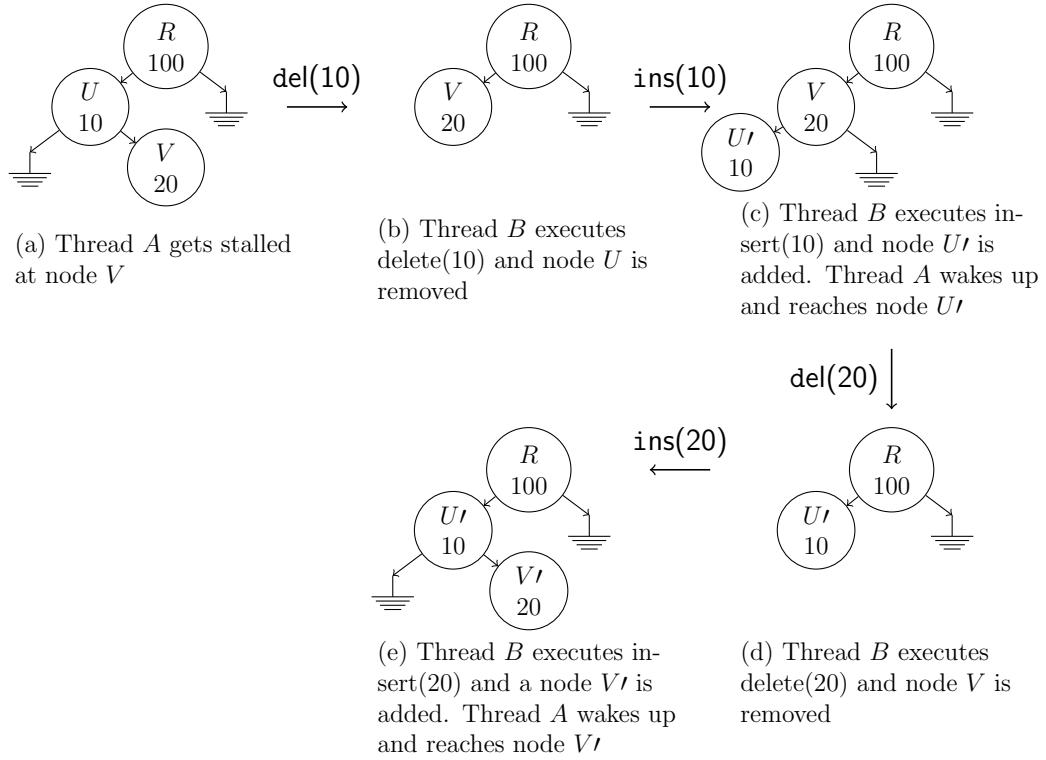 R
100
U
10
V
20
(a) Thread A gets stalled
at node V
del(10)
R
100
V
20
(b) Thread B executes
delete(10) and node U is
removed
ins(10)
R
100
V
20
U′
10
(c) Thread B executes in-
sert(10) and node U′ is
added. Thread A wakes up
and reaches node U′
del(20)
R
100
U′
10
(d) Thread B executes
delete(20) and node V is
removed
ins(20)
R
100
U′
10
V′
20
(e) Thread B executes in-
sert(20) and a node V′ is
added. Thread A wakes up
and reaches node V′